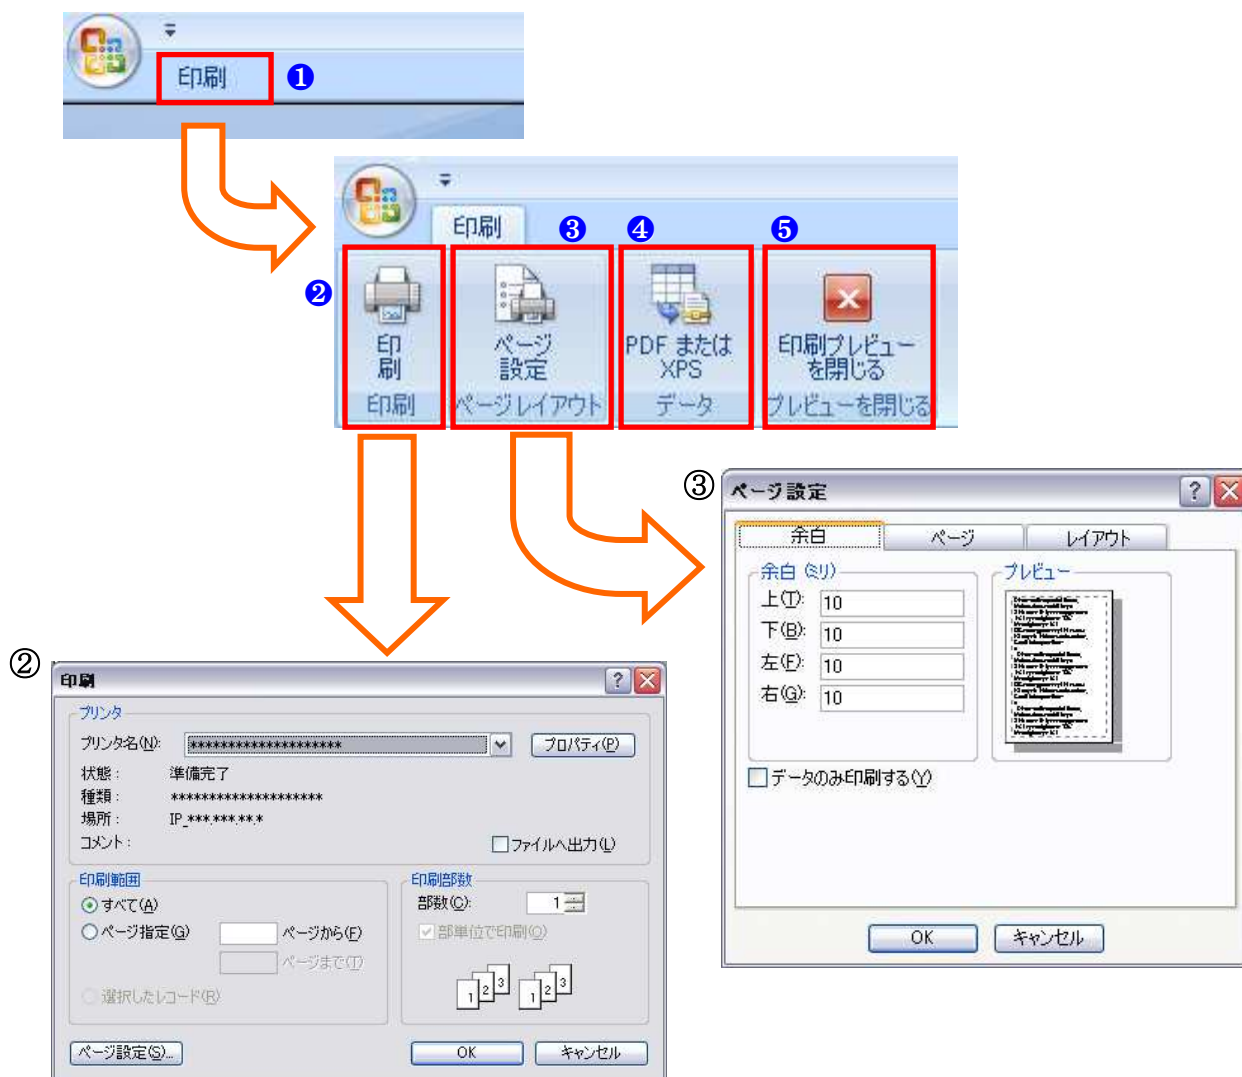 印刷
❶
印刷
❸
❹
❺
❷
印
刷
ページ
設定
PDF または
XPS
印刷プレビュー
を閉じる
印刷
ページレイアウト
データ
プレビューを閉じる
③
ページ設定
余白
ページ
レイアウト
余白 (ミリ)
上(T): 10
下(B): 10
左(F): 10
右(G): 10
プレビュー
データのみ印刷する(Y)
OK
キャンセル
②
印刷
プリンタ
プリンタ名(N): ********************
プロパティ(P)
状態: 準備完了
種類: ********************
場所: IP_***.***.**.*
コメント:
ファイルへ出力(L)
印刷範囲
すべて(A)
ページ指定(G)
ページから(F)
ページまで(T)
選択したレコード(R)
印刷部数
部数(C): 1
部単位で印刷(O)
1 2 3
1 2 3
ページ設定(S)...
OK
キャンセル